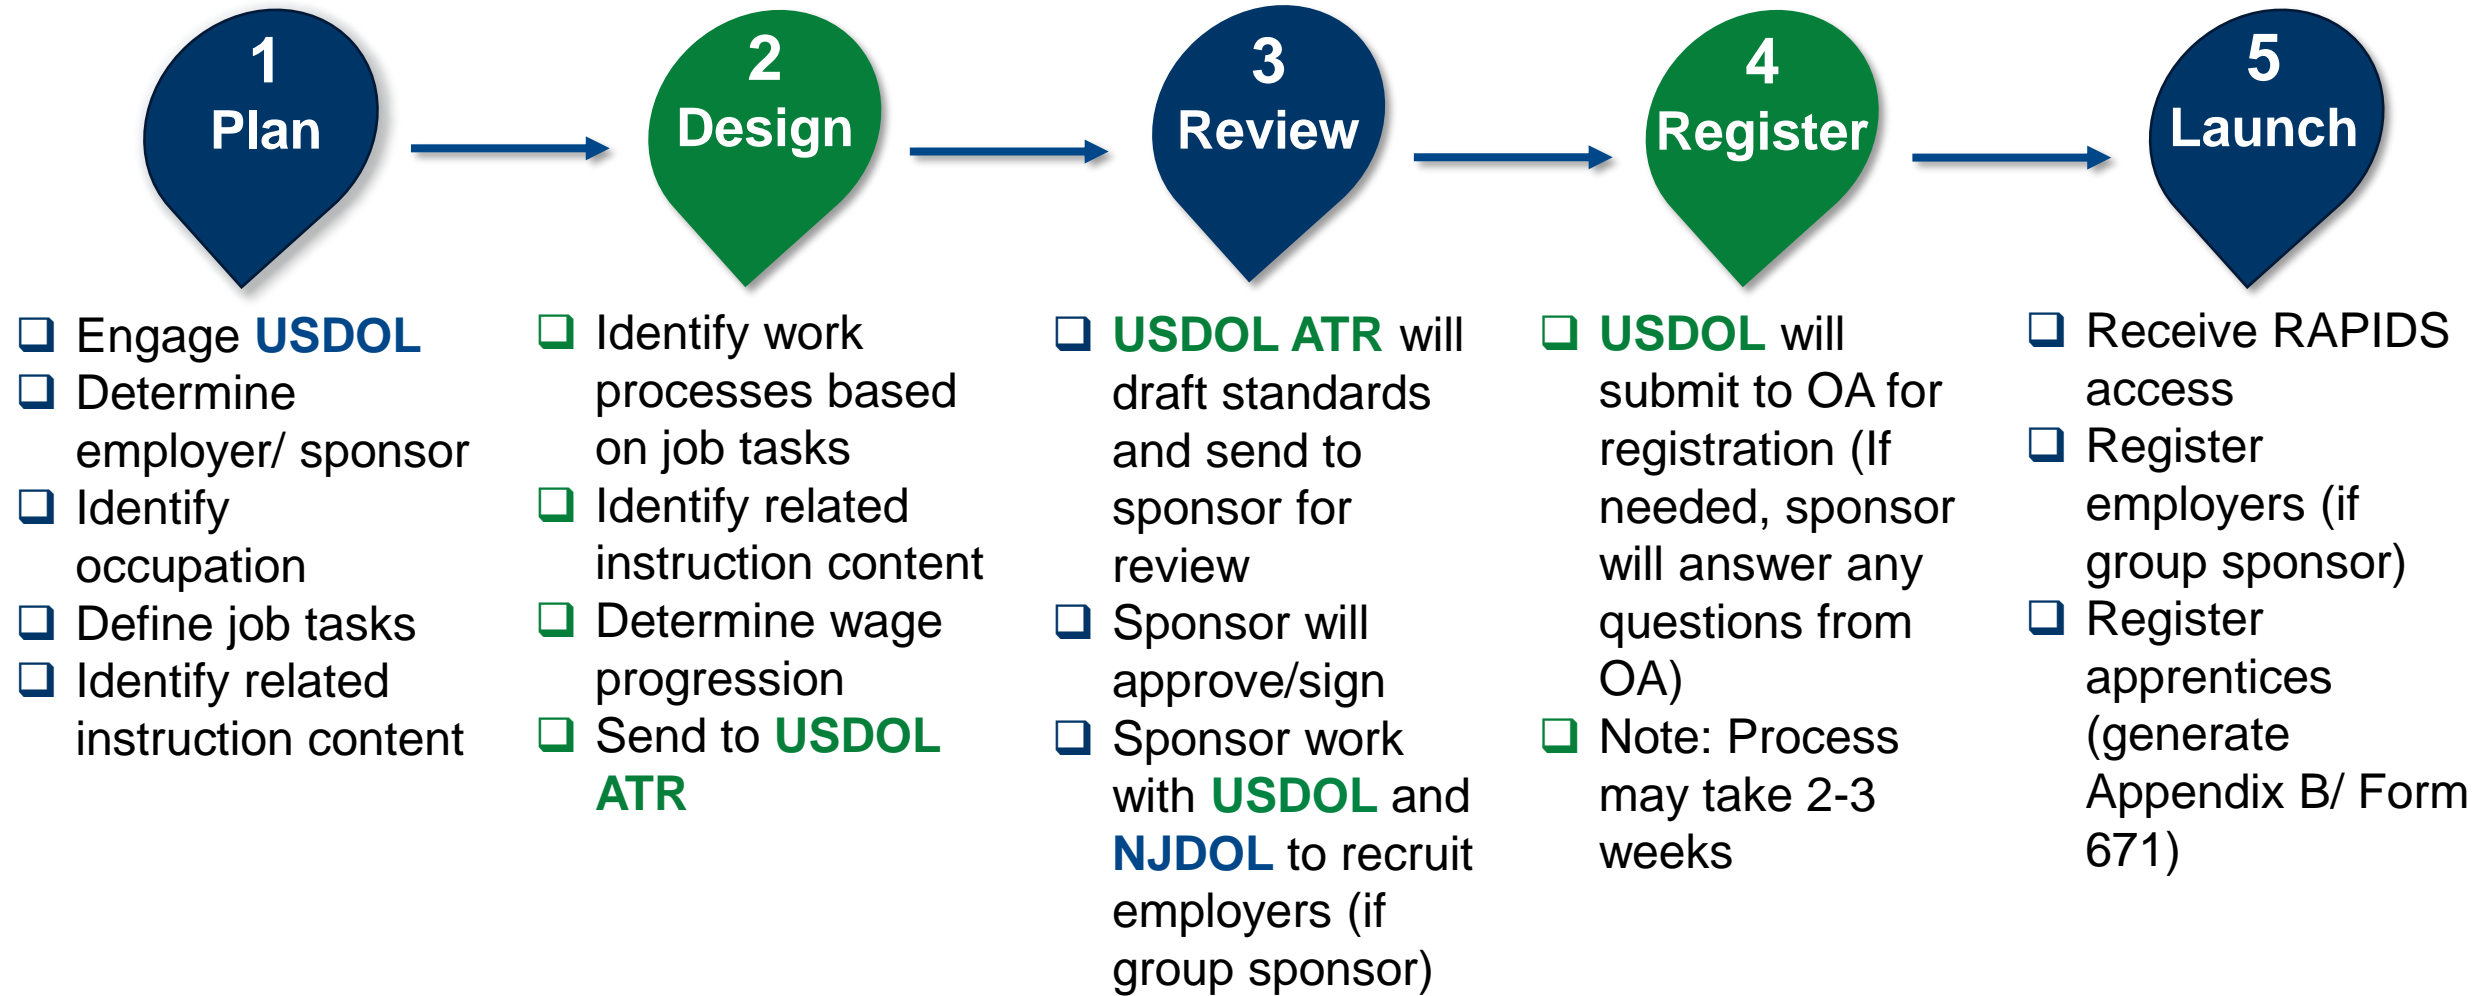 1
Plan
2
Design
3
Review
4
Register
5
Launch
Engage USDOL
Determine
employer/ sponsor
Identify
occupation
Define job tasks
Identify related
instruction content
Identify work
processes based
on job tasks
Identify related
instruction content
Determine wage
progression
Send to USDOL
ATR
USDOL ATR will
draft standards
and send to
sponsor for
review
Sponsor will
approve/sign
Sponsor work
with USDOL and
NJDOL to recruit
employers (if
group sponsor)
USDOL will
submit to OA for
registration (If
needed, sponsor
will answer any
questions from
OA)
Note: Process
may take 2-3
weeks
Receive RAPIDS
access
Register
employers (if
group sponsor)
Register
apprentices
(generate
Appendix B/ Form
671)